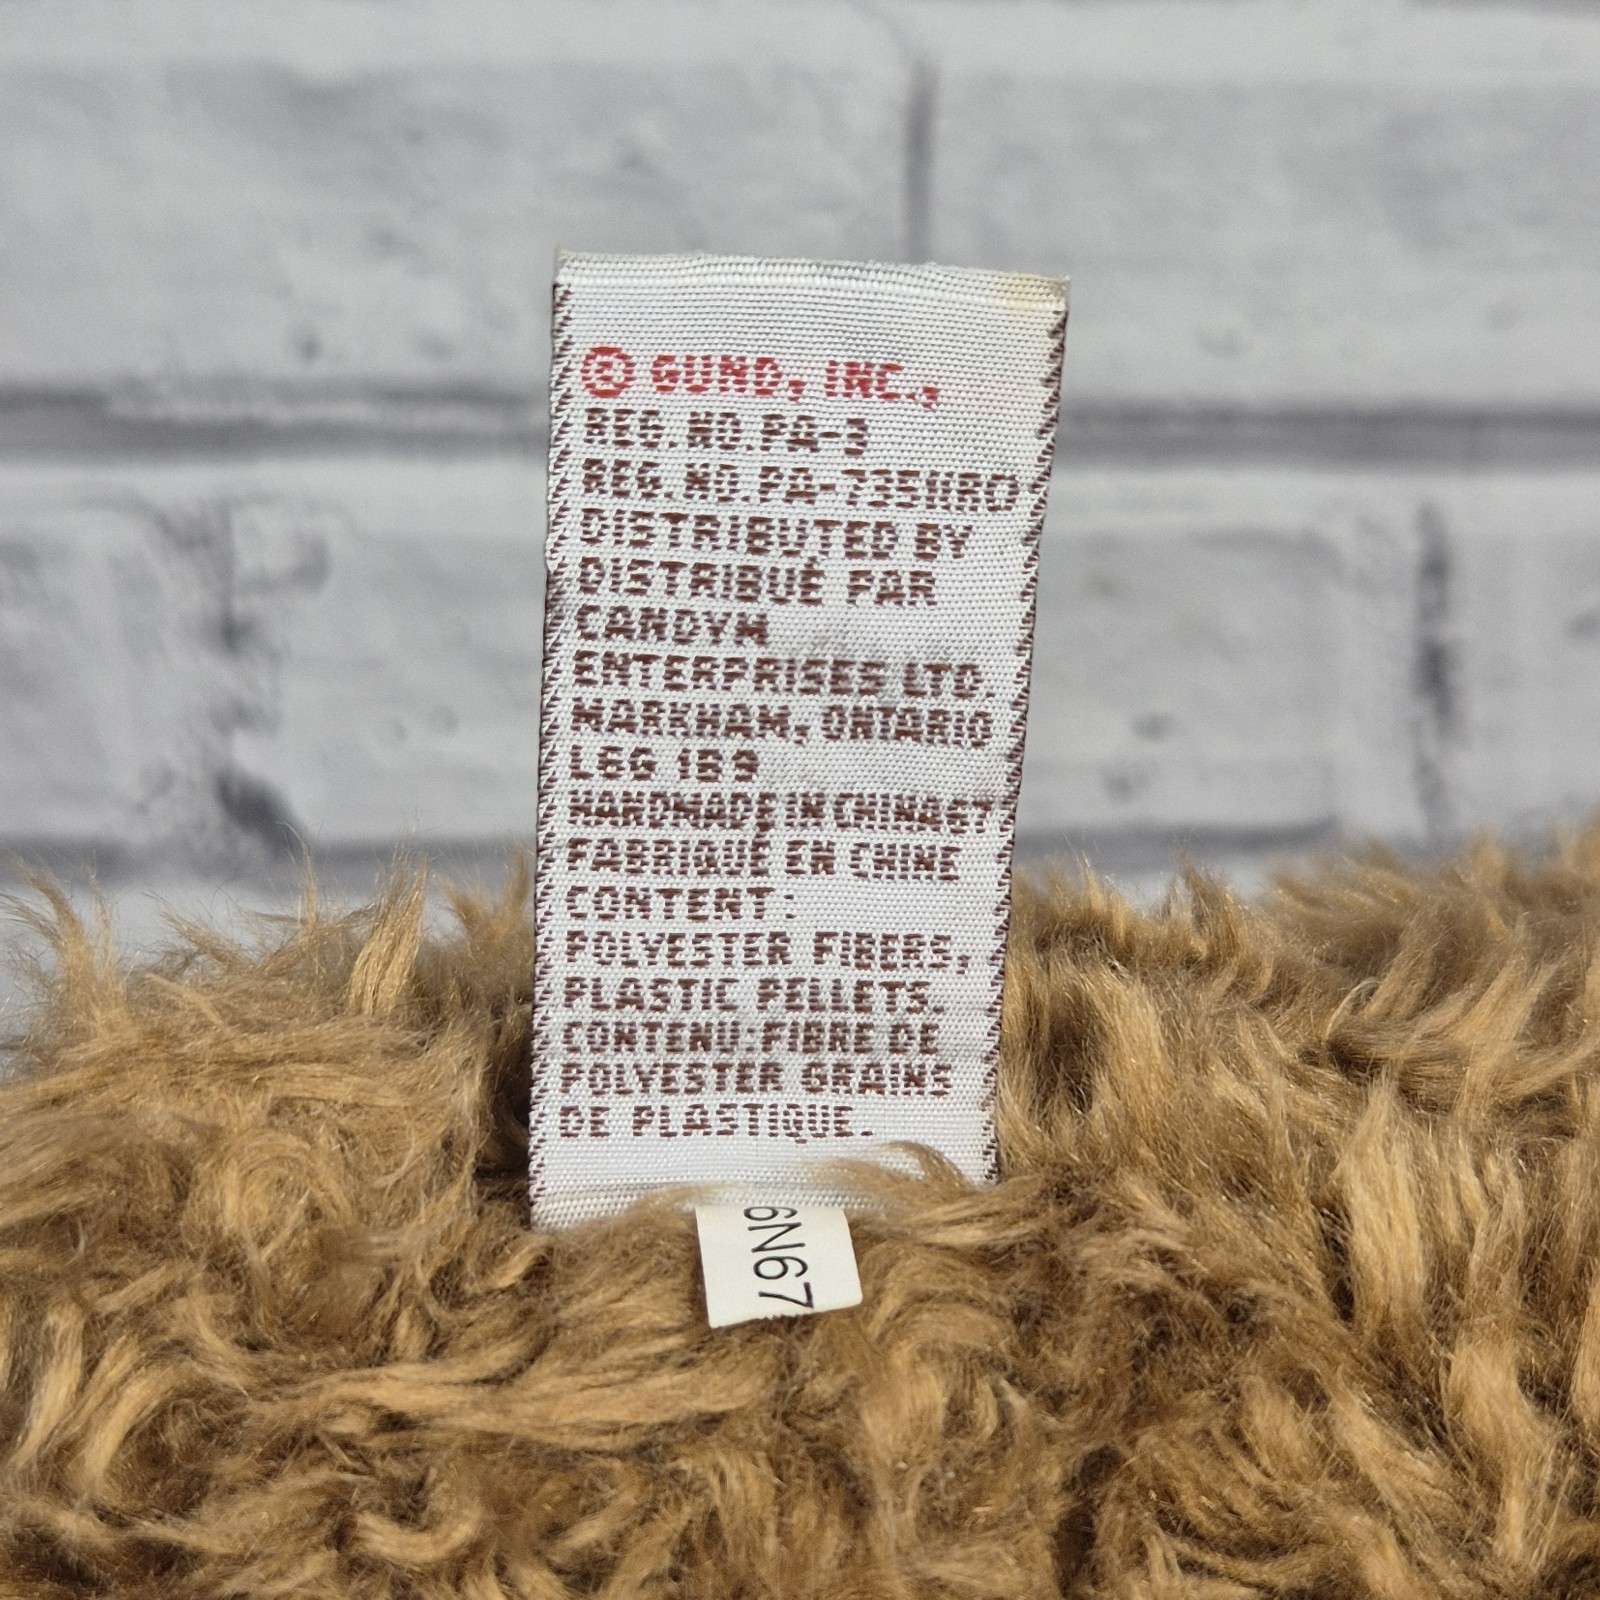 ® GUND, INC.,
REG.NO.PA-3
REG.NO.PA-735
DISTRIBUTED BY
DISTRIBUÉ PAR
CANDYM
ENTERPRISES LTD.
MARKHAM, ONTARIO
L6G 1B9
HANDMADE IN CHINA
FABRIQUÉ EN CHINE
CONTENT:
POLYESTER FIBERS,
PLASTIC PELLETS.
CONTENU:FIBRE DE
POLYESTER GRAINS
DE PLASTIQUE.
6N67